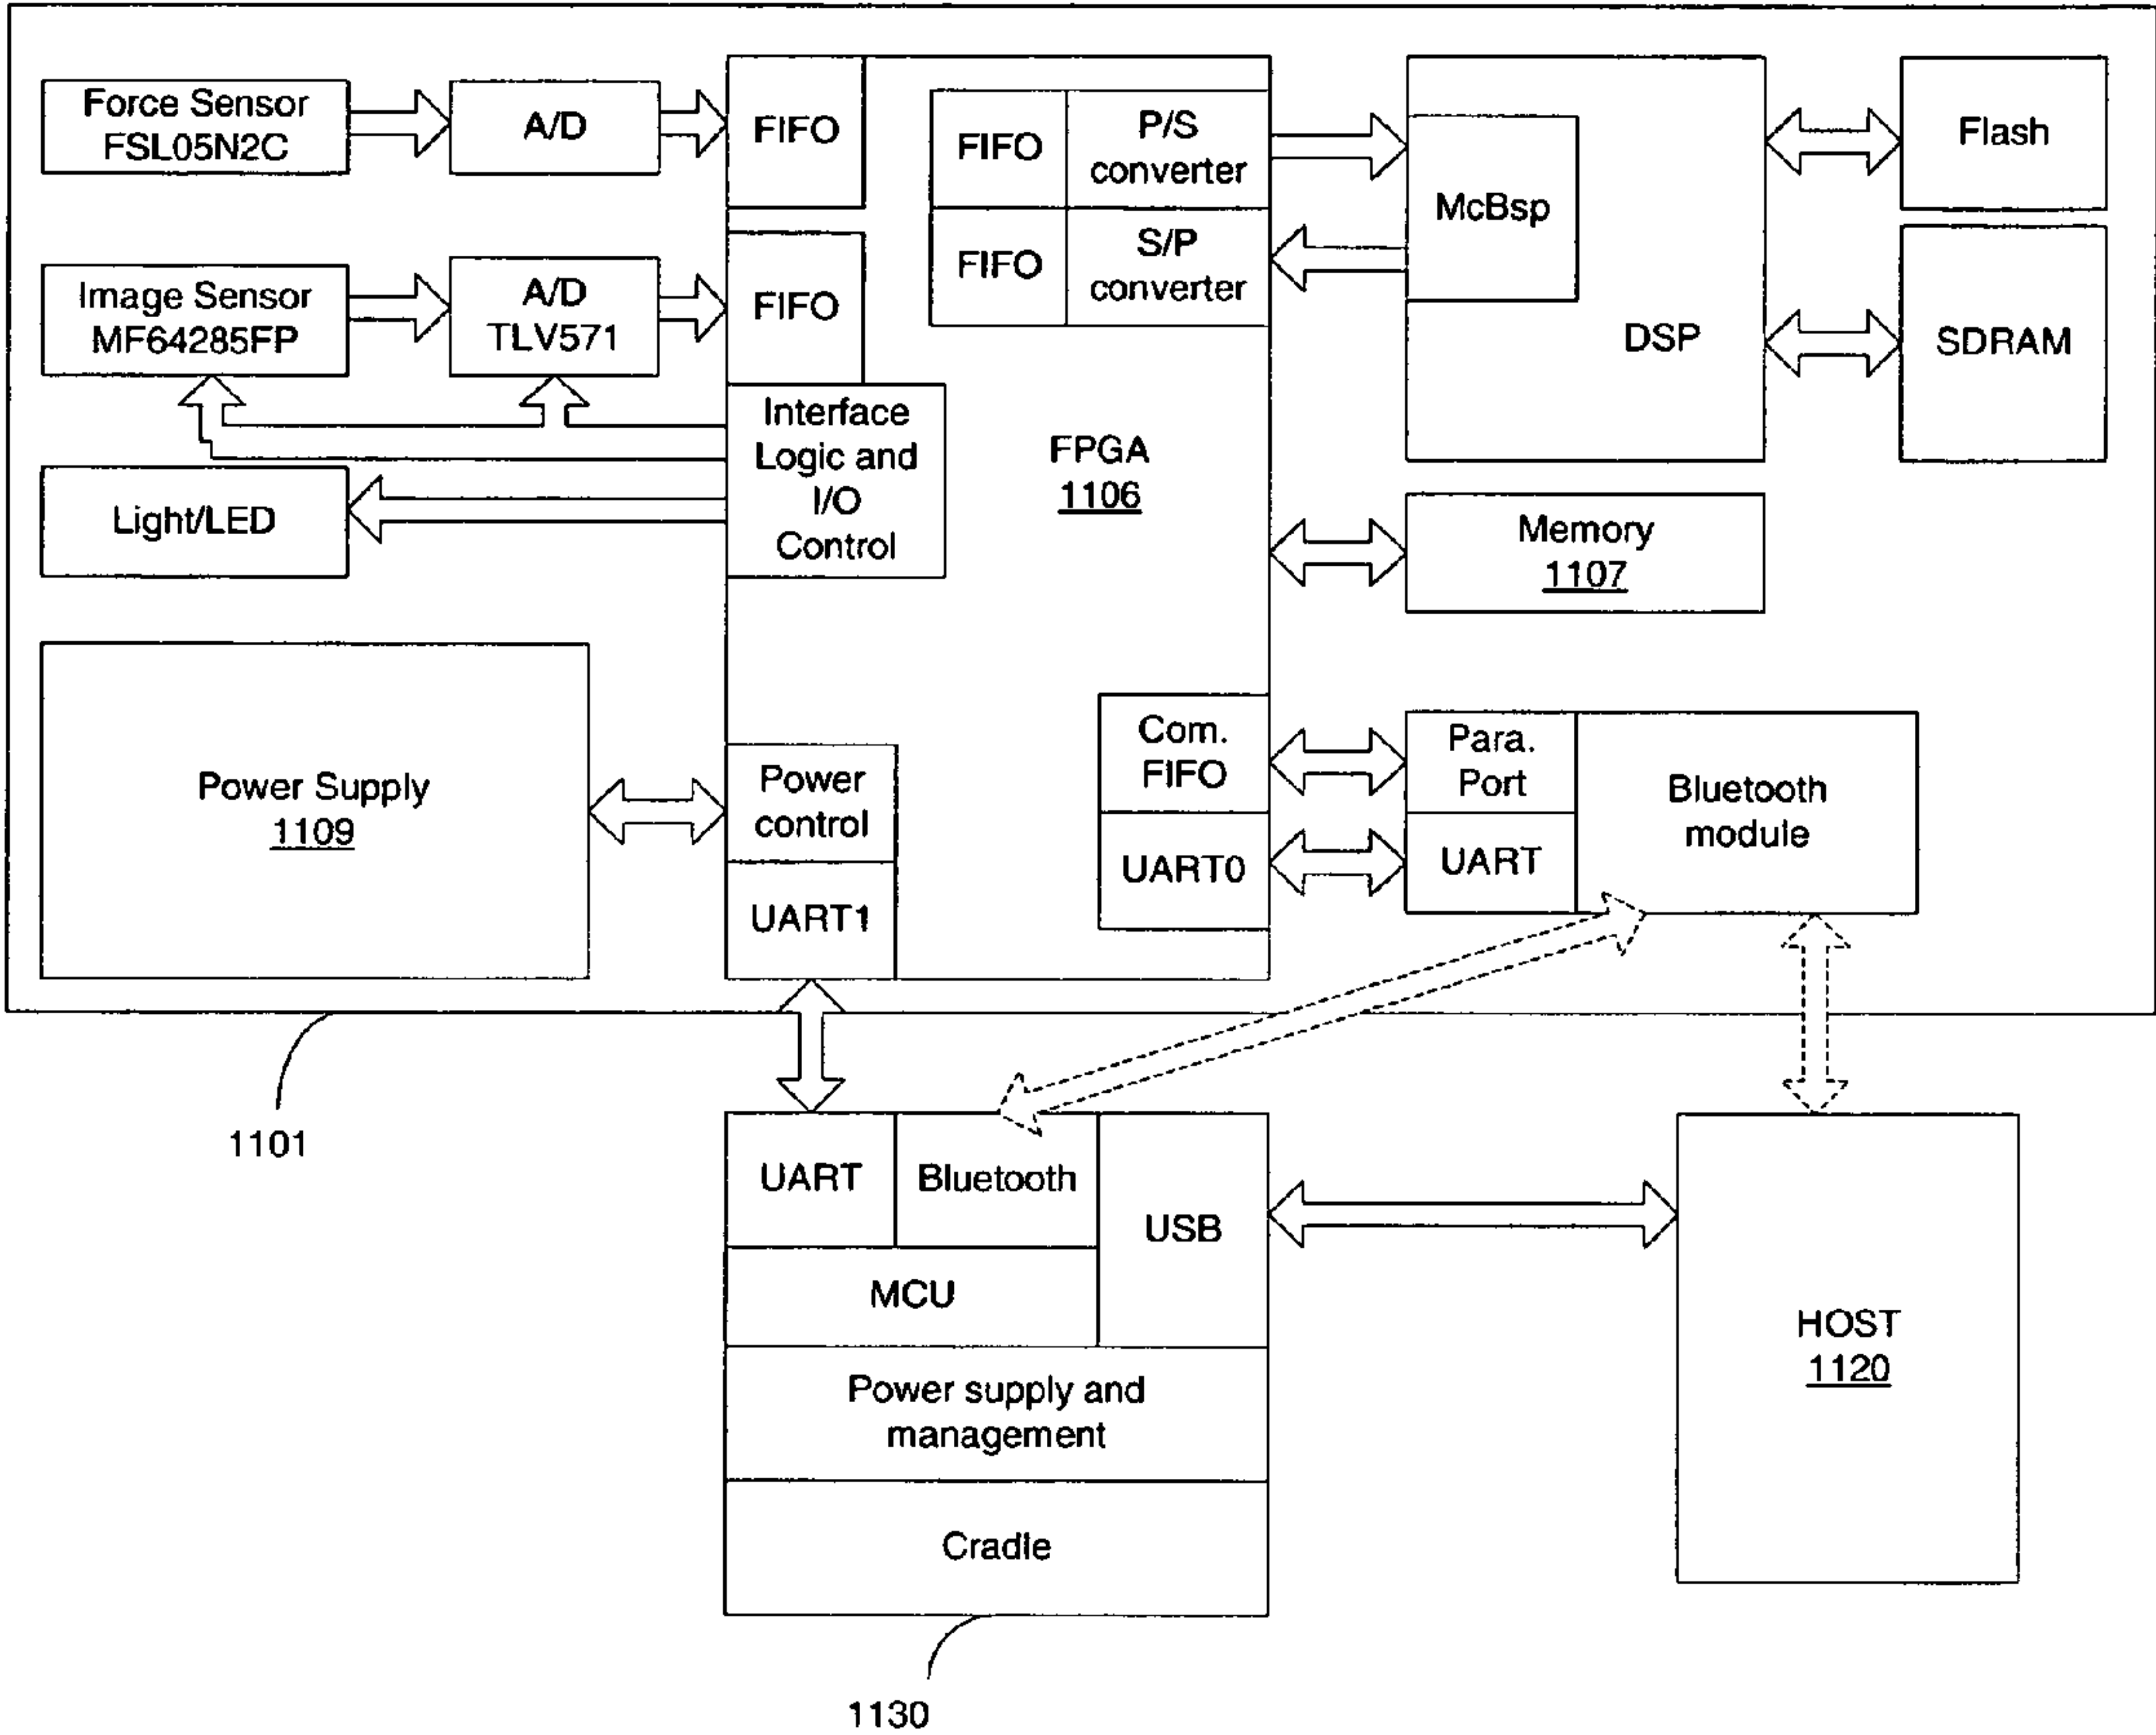 Force Sensor
FSL05N2C
A/D
FIFO
FIFO
P/S
converter
FIFO
S/P
converter
McBsp
DSP
Flash
SDRAM
Image Sensor
MF64285FP
A/D
TLV571
FIFO
Interface
Logic and
I/O
Control
FPGA
1106
Light/LED
Memory
1107
Power Supply
1109
Power
control
UART1
Com.
FIFO
UART0
Para.
Port
UART
Bluetooth
module
1101
UART
Bluetooth
USB
MCU
Power supply and
management
Cradle
HOST
1120
1130